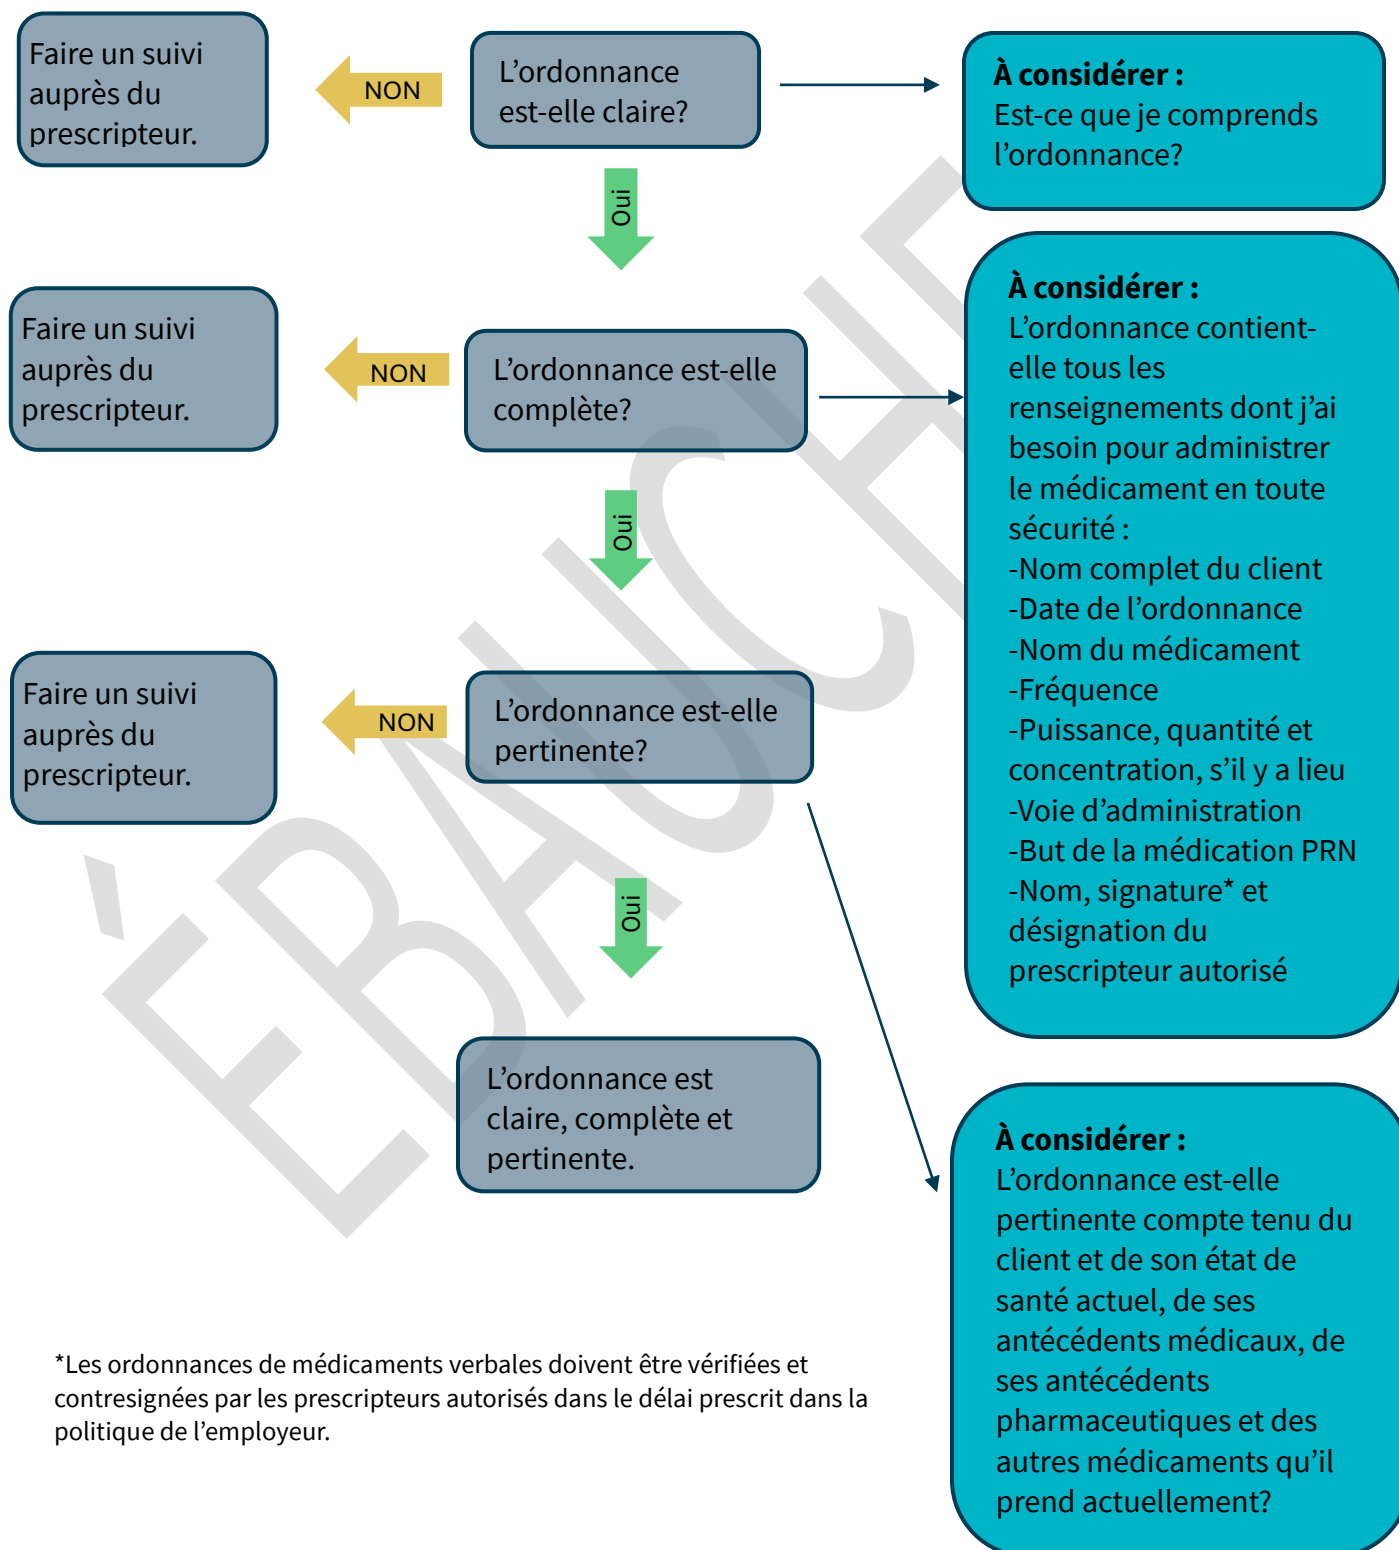 Faire un suivi
auprès du
prescripteur.
NON
L’ordonnance
est-elle claire?
À considérer :
Est-ce que je comprends
l’ordonnance?
Oui
Faire un suivi
auprès du
prescripteur.
NON
L’ordonnance est-elle
complète?
À considérer :
L’ordonnance contient-
elle tous les
renseignements dont j’ai
besoin pour administrer
le médicament en toute
sécurité :
-Nom complet du client
-Date de l’ordonnance
-Nom du médicament
-Fréquence
-Puissance, quantité et
concentration, s’il y a lieu
-Voie d’administration
-But de la médication PRN
-Nom, signature* et
désignation du
prescripteur autorisé
Oui
Faire un suivi
auprès du
prescripteur.
NON
L’ordonnance est-elle
pertinente?
Oui
L’ordonnance est
claire, complète et
pertinente.
À considérer :
L’ordonnance est-elle
pertinente compte tenu du
client et de son état de
santé actuel, de ses
antécédents médicaux, de
ses antécédents
pharmaceutiques et des
autres médicaments qu’il
prend actuellement?
*Les ordonnances de médicaments verbales doivent être vérifiées et
contresignées par les prescripteurs autorisés dans le délai prescrit dans la
politique de l’employeur.
ÈBAUCHE